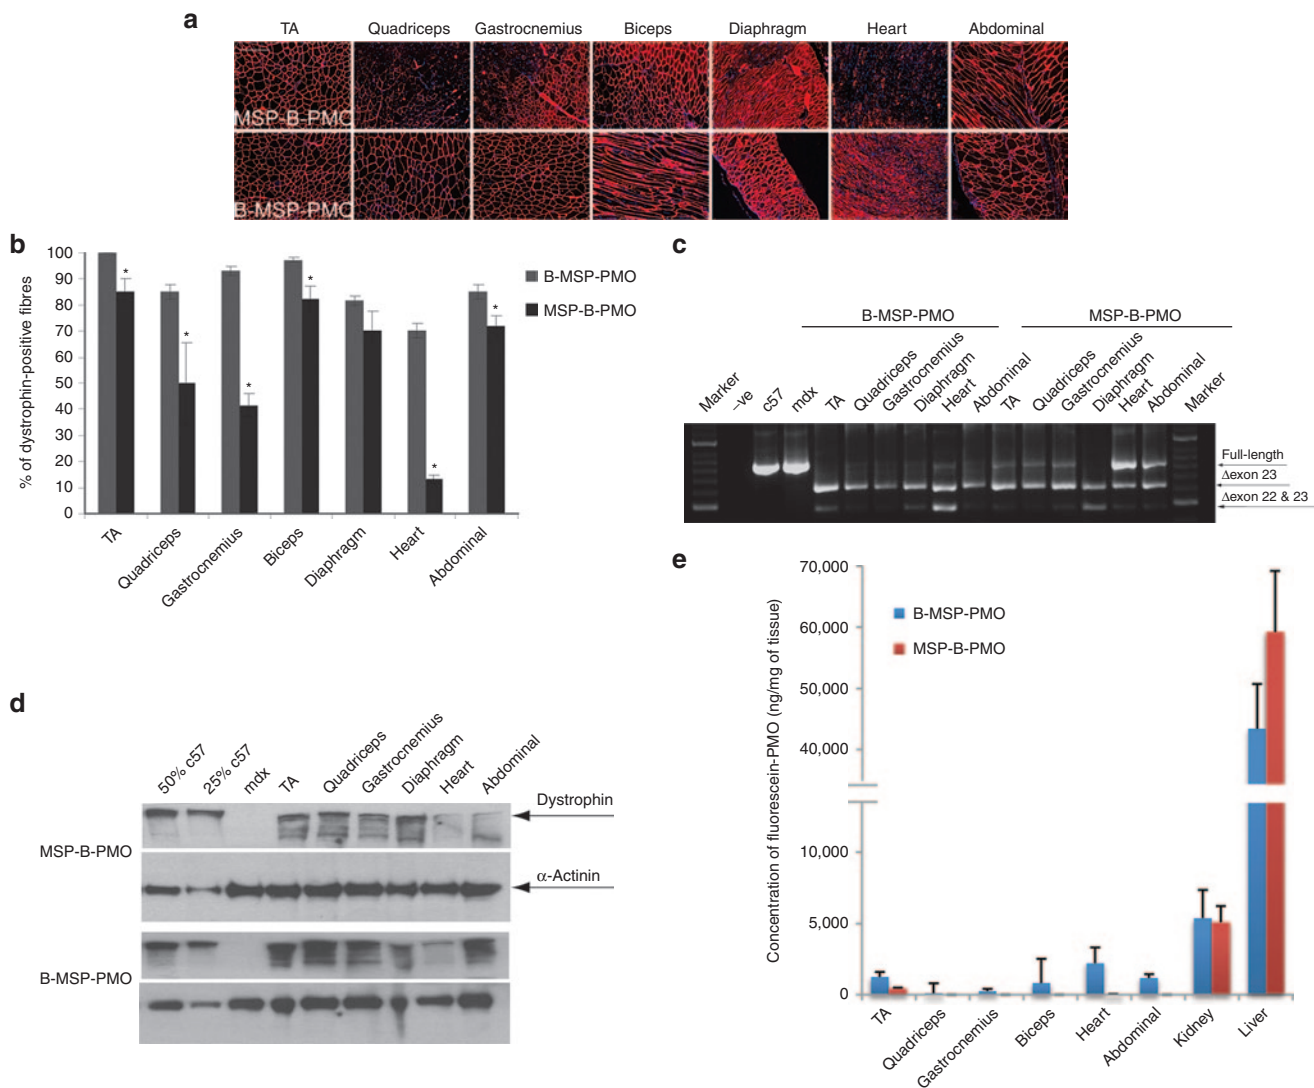 a
TA Quadriceps Gastrocnemius Biceps Diaphragm Heart Abdominal
MSP-B-PMO
B-MSP-PMO
b
% of dystrophin-positive fibres
100
90
80
70
60
50
40
30
20
10
0
* * * * * *
B-MSP-PMO
MSP-B-PMO
TA Quadriceps Gastrocnemius Biceps Diaphragm Heart Abdominal
c
B-MSP-PMO MSP-B-PMO
Marker –ve c57 mdx TA Quadriceps Gastrocnemius Diaphragm Heart Abdominal TA Quadriceps Gastrocnemius Diaphragm Heart Abdominal Marker
Full-length
Δexon 23
Δexon 22 & 23
d
50% c57 25% c57 mdx TA Quadriceps Gastrocnemius Diaphragm Heart Abdominal
Dystrophin
MSP-B-PMO
α-Actinin
B-MSP-PMO
e
Concentration of fluorescein-PMO (ng/mg of tissue)
70,000
60,000
50,000
40,000
10,000
5,000
0
B-MSP-PMO
MSP-B-PMO
TA Quadriceps Gastrocnemius Biceps Heart Abdominal Kidney Liver